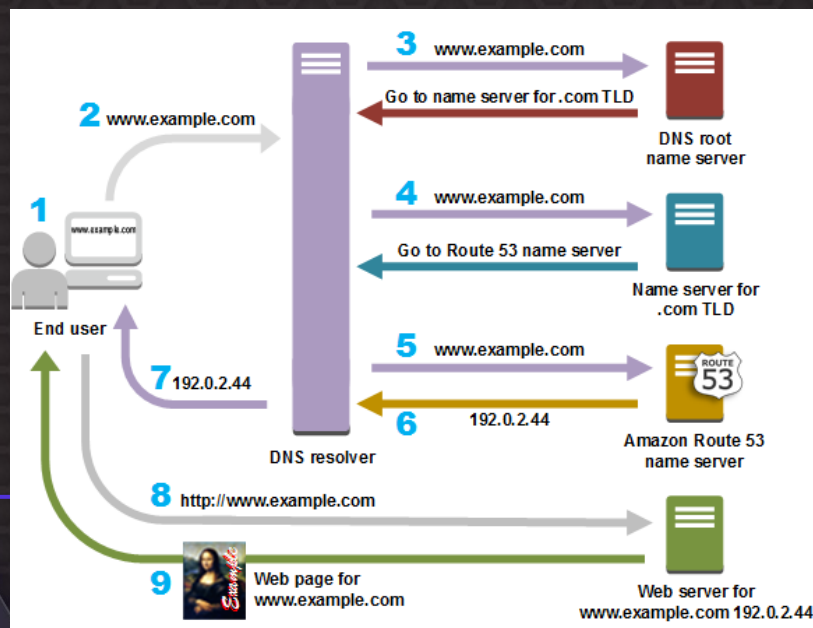 3 www.example.com
Go to name server for .com TLD
DNS root
name server
2 www.example.com
1
www.example.com
End user
4 www.example.com
Go to Route 53 name server
Name server for
.com TLD
5 www.example.com
ROUTE
53
6 192.0.2.44
Amazon Route 53
name server
7 192.0.2.44
DNS resolver
8 http://www.example.com
9
Example
Web page for
www.example.com
Web server for
www.example.com 192.0.2.44